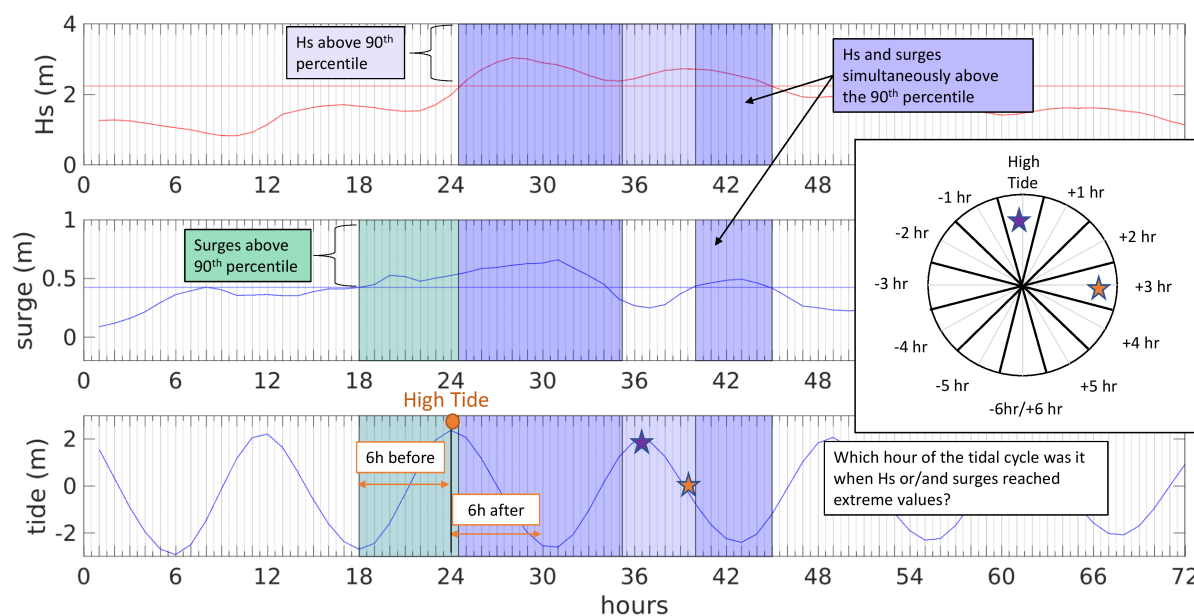 4
2
0
Hs (m)
Hs above 90th
percentile
Hs and surges
simultaneously above
the 90th percentile
0 6 12 18 24 30 36 42 48
1
0.5
0
surge (m)
Surges above
90th percentile
0 6 12 18 24 30 36 42 48
High
Tide
-1 hr
+1 hr
-2 hr
+2 hr
-3 hr
+3 hr
-4 hr
+4 hr
-5 hr
+5 hr
-6hr/+6 hr
High Tide
2
0
-2
tide (m)
6h before
6h after
Which hour of the tidal cycle was it
when Hs or/and surges reached
extreme values?
0 6 12 18 24 30 36 42 48 54 60 66 72
hours